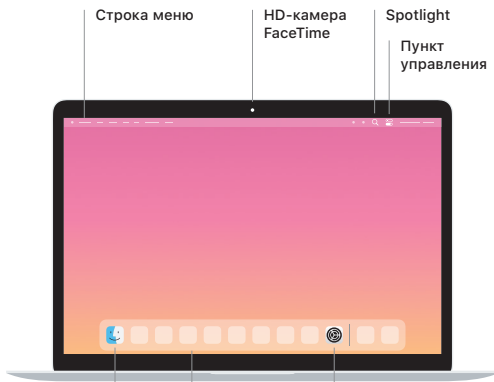 Строка меню
HD-камера
FaceTime
Spotlight
Пункт
управления